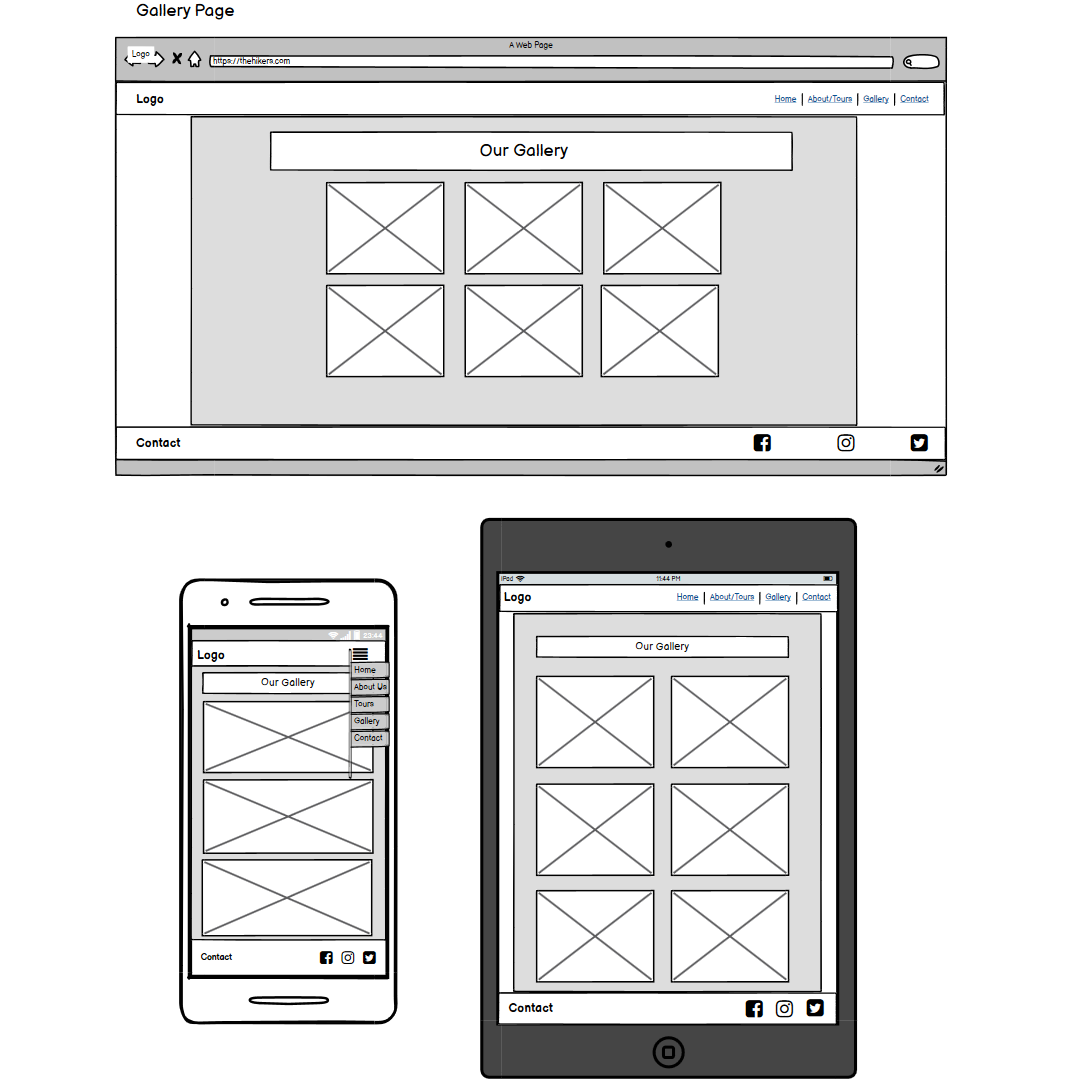 Gallery Page
A Web Page
Logo
https://thehikers.com
Logo
Home | About/Tours | Gallery | Contact
Our Gallery
Contact
23:44
Logo
Home
About Us
Our Gallery
Tours
Gallery
Contact
Contact
iPad 11:44 PM
Logo Home | About/Tours | Gallery | Contact
Our Gallery
Contact